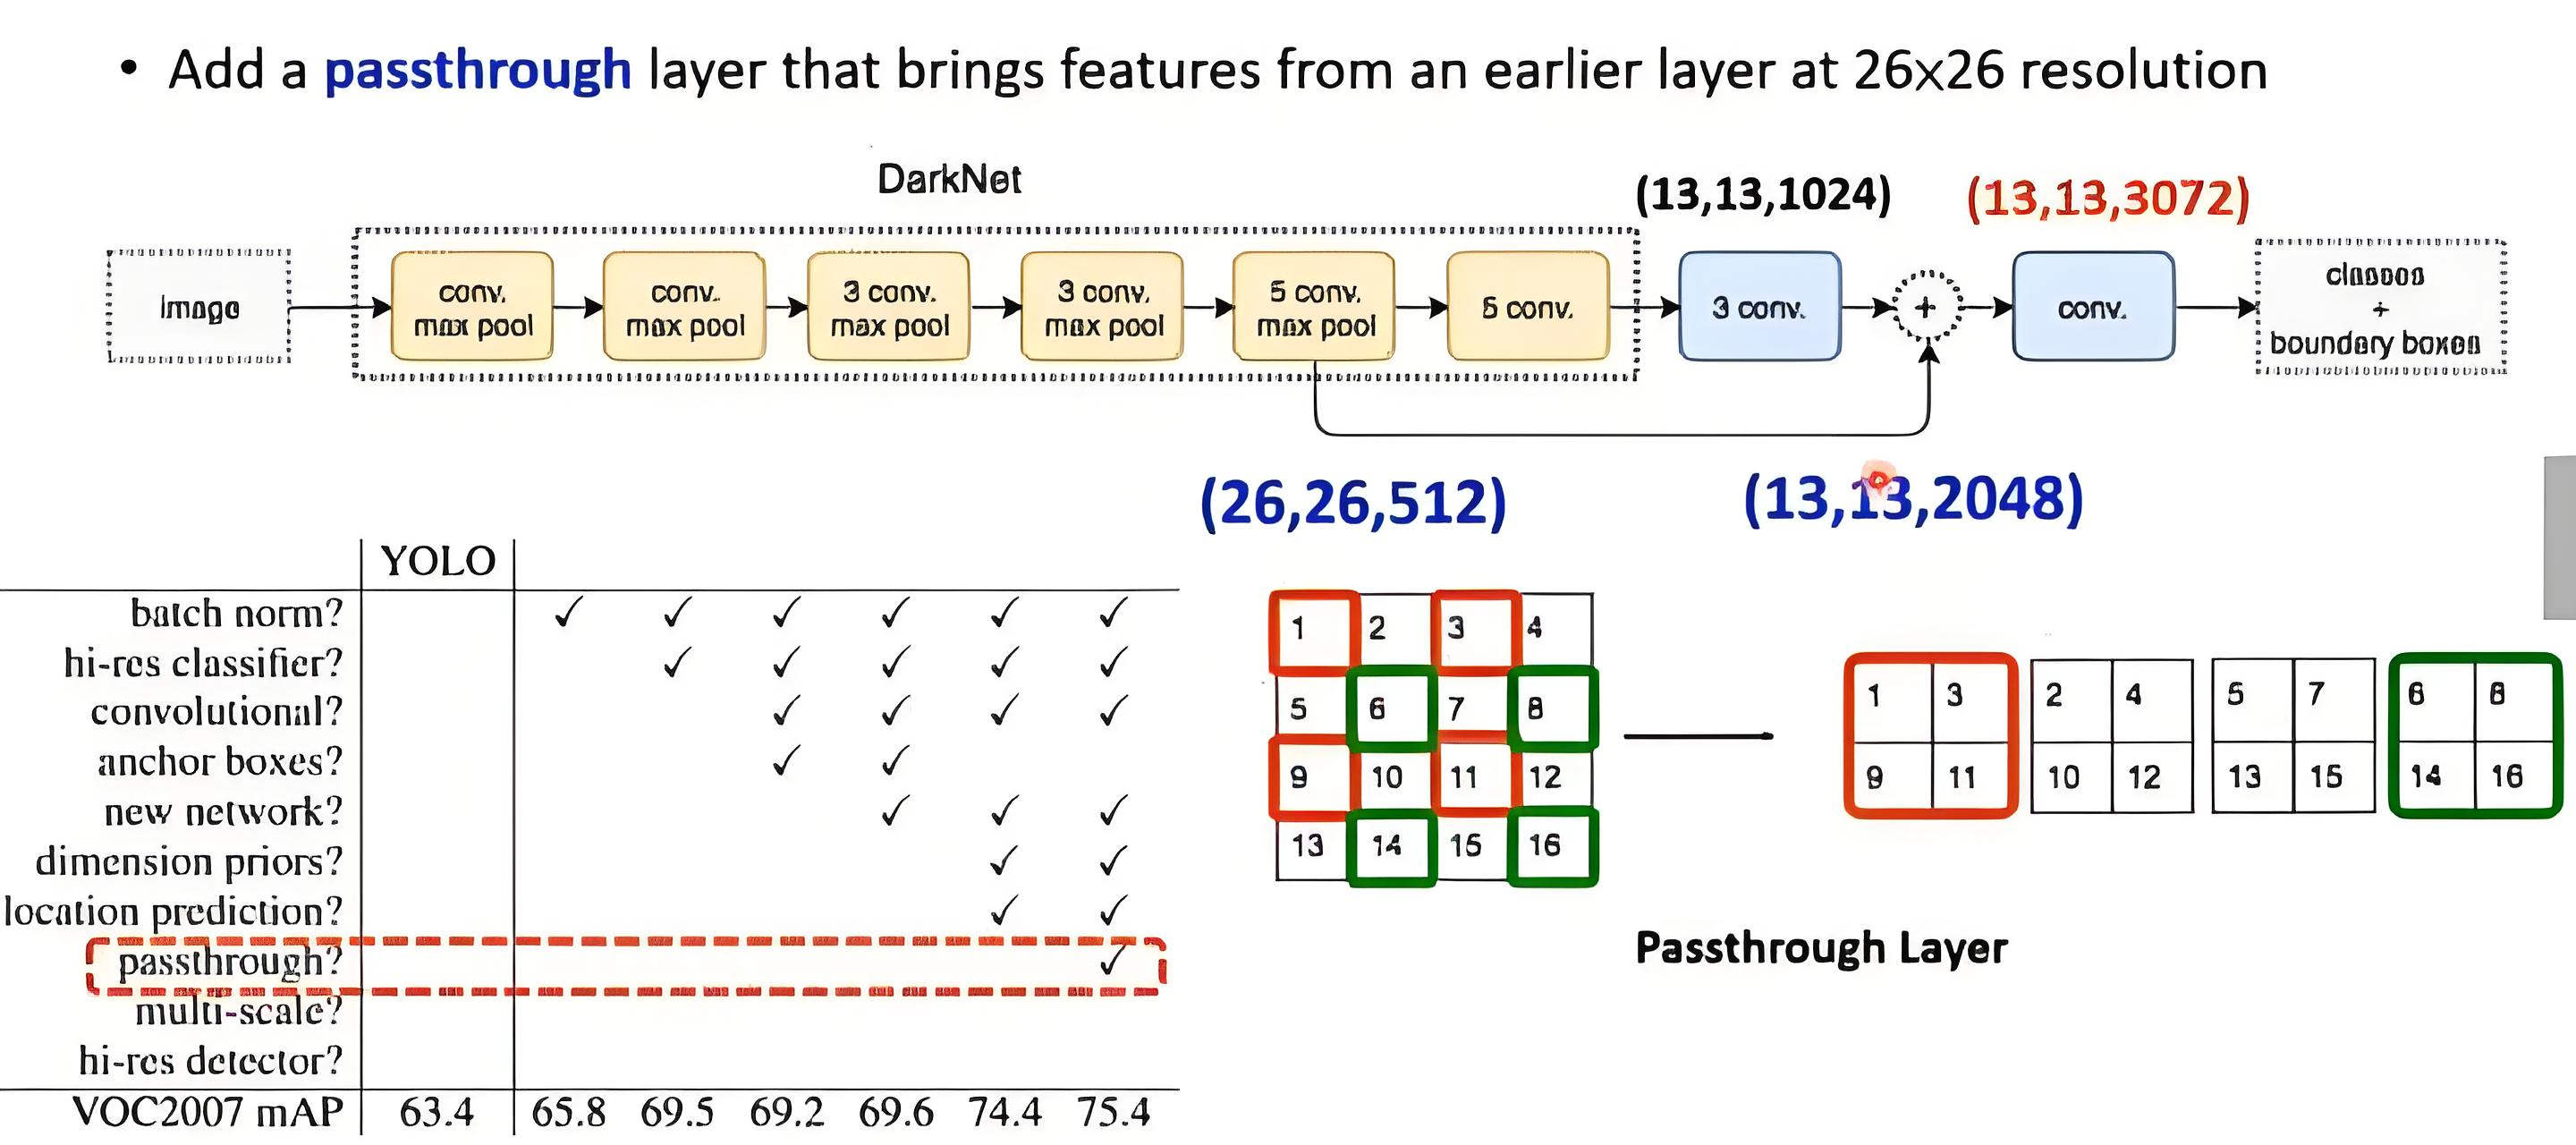 • Add a passthrough layer that brings features from an earlier layer at 26x26 resolution
DarkNet
(13,13,1024)
(13,13,3072)
image
conv.
max pool
conv.
max pool
3 conv.
max pool
3 conv.
max pool
5 conv.
max pool
5 conv.
3 conv.
+
conv.
classes
+
boundary boxes
(26,26,512)
(13,13,2048)
YOLO
batch norm? ✓ ✓ ✓ ✓ ✓ ✓
hi-res classifier? ✓ ✓ ✓ ✓ ✓
convolutional? ✓ ✓ ✓ ✓
anchor boxes? ✓ ✓
new network? ✓ ✓ ✓
dimension priors? ✓ ✓
location prediction? ✓ ✓
passthrough? ✓
multi-scale?
hi-res detector?
VOC2007 mAP 63.4 65.8 69.5 69.2 69.6 74.4 75.4
1 2 3 4
5 6 7 8
9 10 11 12
13 14 15 16
1 3 2 4 5 7 6 8
9 11 10 12 13 15 14 16
Passthrough Layer